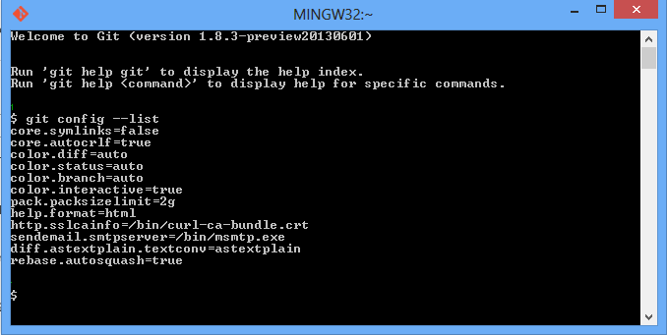 MINGW32:~
Welcome to Git (version 1.8.3-preview20130601)
Run 'git help git' to display the help index.
Run 'git help <command>' to display help for specific commands.
$ git config --list
core.symlinks=false
core.autocrlf=true
color.diff=auto
color.status=auto
color.branch=auto
color.interactive=true
pack.packsizelimit=2g
help.format=html
http.sslcainfo=/bin/curl-ca-bundle.crt
sendemail.smtpserver=/bin/msmtp.exe
diff.astextplain.textconv=astextplain
rebase.autosquash=true
$